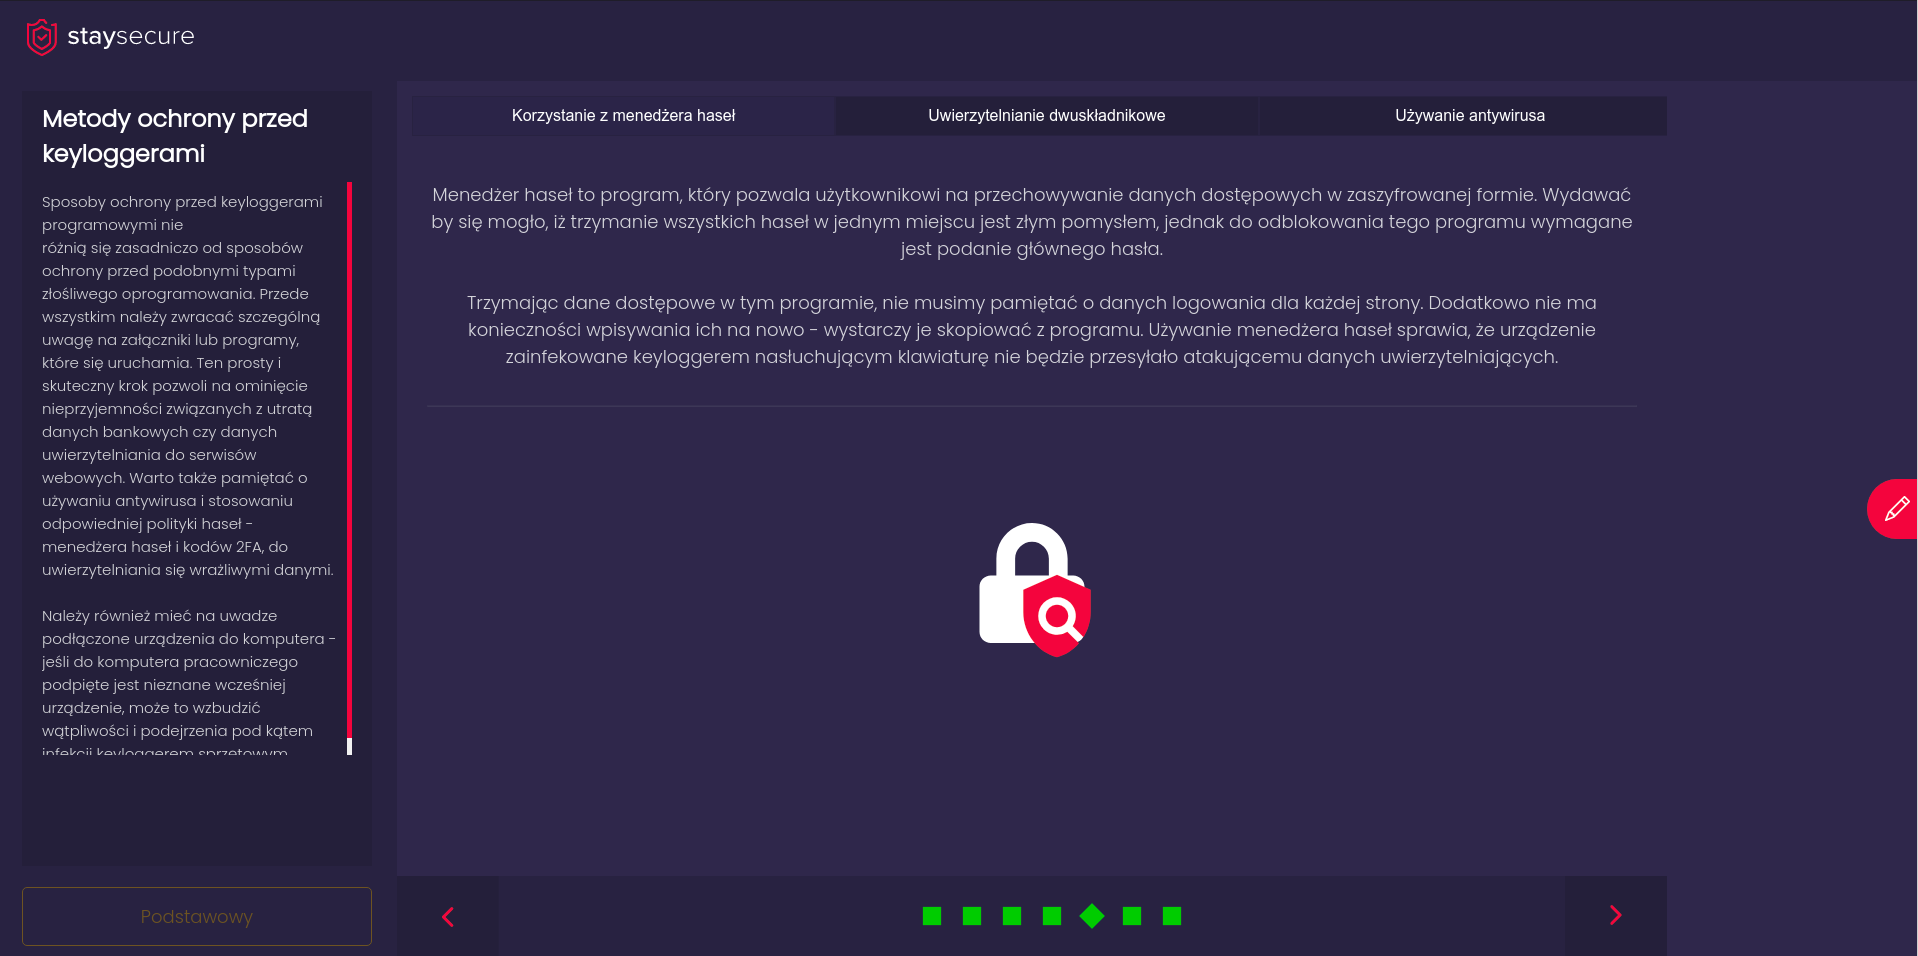 staysecure
Metody ochrony przed
keyloggerami
Sposoby ochrony przed keyloggerami
programowymi nie
różnią się zasadniczo od sposobów
ochrony przed podobnymi typami
złośliwego oprogramowania. Przede
wszystkim należy zwracać szczególną
uwagę na załączniki lub programy,
które się uruchamia. Ten prosty i
skuteczny krok pozwoli na ominięcie
nieprzyjemności związanych z utratą
danych bankowych czy danych
uwierzytelniania do serwisów
webowych. Warto także pamiętać o
używaniu antywirusa i stosowaniu
odpowiedniej polityki haseł -
menedżera haseł i kodów 2FA, do
uwierzytelniania się wrażliwymi danymi.
Należy również mieć na uwadze
podłączone urządzenia do komputera -
jeśli do komputera pracowniczego
podpięte jest nieznane wcześniej
urządzenie, może to wzbudzić
wątpliwości i podejrzenia pod kątem
infekcji keyloggerem sprzętowym
Podstawowy
Korzystanie z menedżera haseł
Uwierzytelnianie dwuskładnikowe
Używanie antywirusa
Menedżer haseł to program, który pozwala użytkownikowi na przechowywanie danych dostępowych w zaszyfrowanej formie. Wydawać
by się mogło, iż trzymanie wszystkich haseł w jednym miejscu jest złym pomysłem, jednak do odblokowania tego programu wymagane
jest podanie głównego hasła.
Trzymając dane dostępowe w tym programie, nie musimy pamiętać o danych logowania dla każdej strony. Dodatkowo nie ma
konieczności wpisywania ich na nowo - wystarczy je skopiować z programu. Używanie menedżera haseł sprawia, że urządzenie
zainfekowane keyloggerem nasłuchującym klawiaturę nie będzie przesyłało atakującemu danych uwierzytelniających.